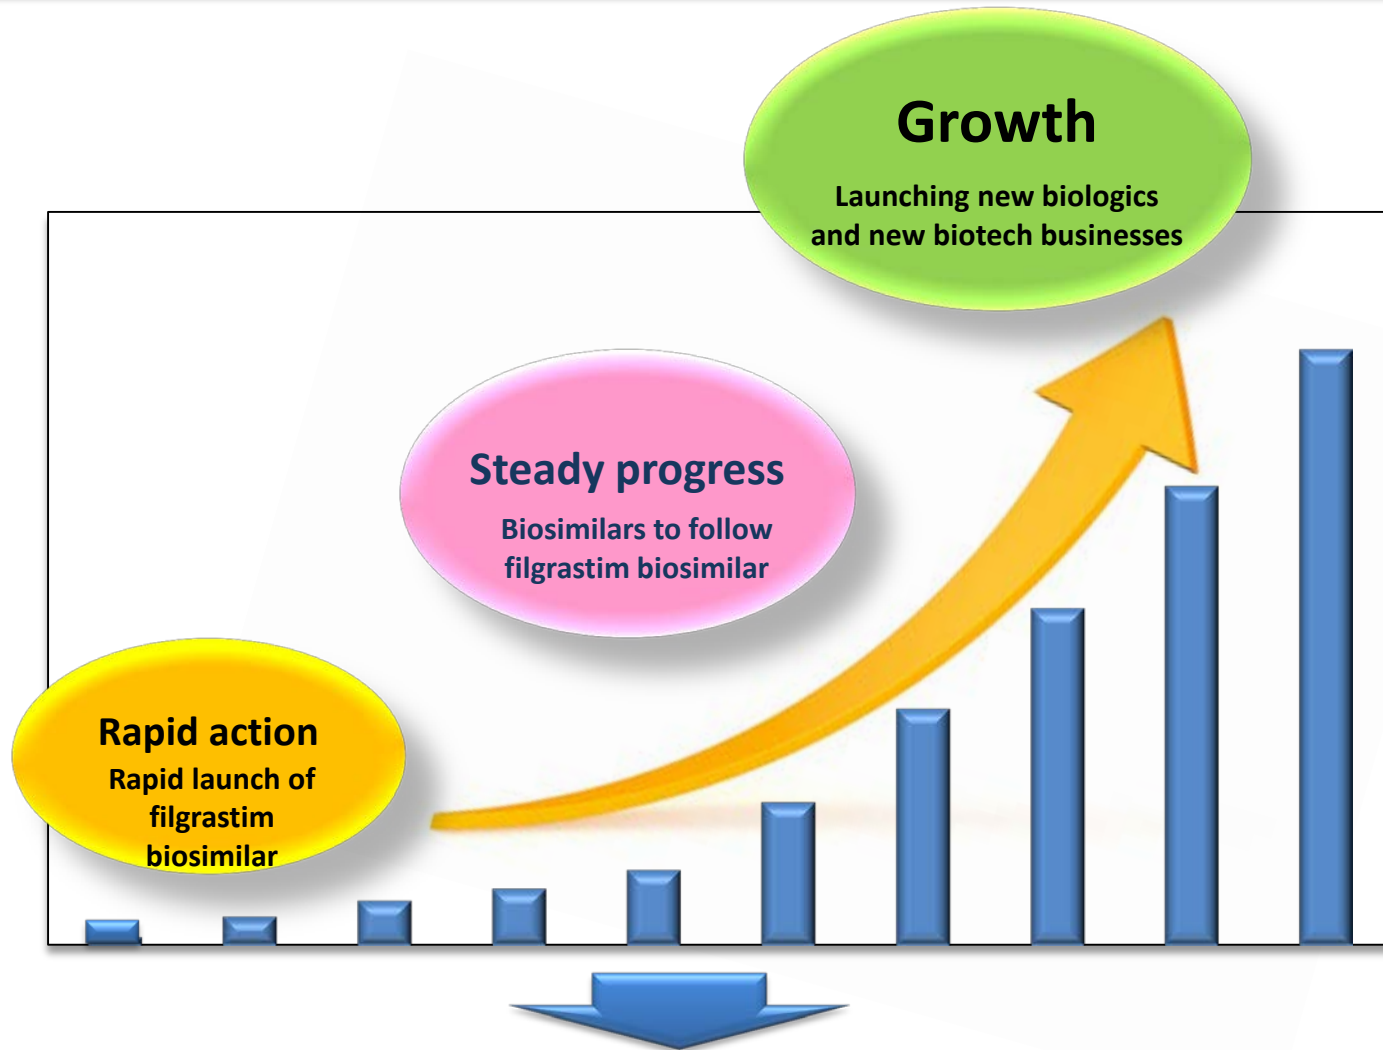 Growth
Launching new biologics
and new biotech businesses
Steady progress
Biosimilars to follow
filgrastim biosimilar
Rapid action
Rapid launch of
filgrastim
biosimilar